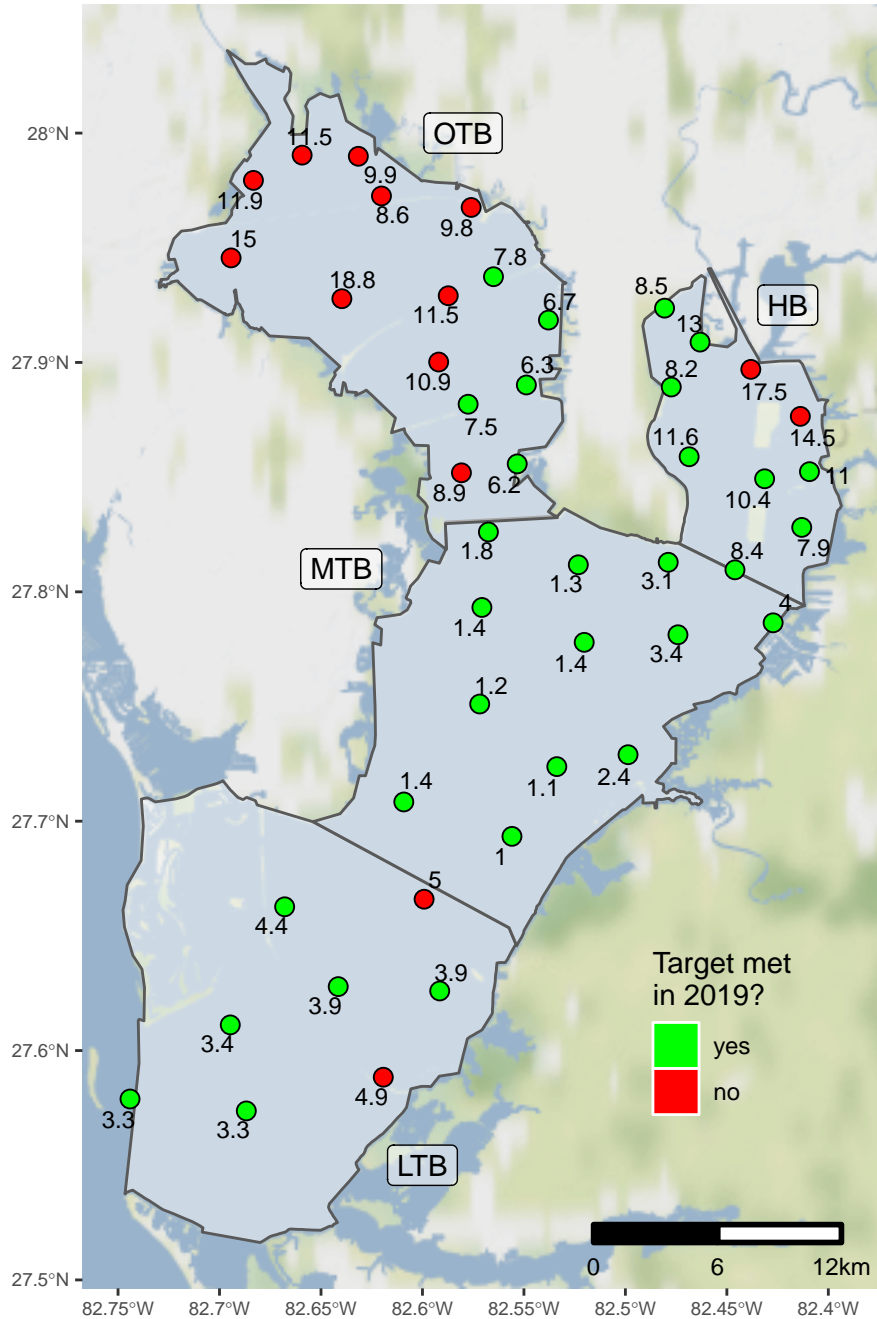 28°N
11.5
OTB
9.9
11.9
8.6
9.8
15
7.8
18.8
8.5
6.7
11.5
13
HB
27.9°N
10.9
6.3
8.2
17.5
7.5
11.6
14.5
8.9
6.2
10.4
11
1.8
7.9
8.4
MTB
1.3
3.1
27.8°N
4
1.4
1.4
3.4
1.2
1.4
1.1
2.4
27.7°N
1
5
4.4
Target met
in 2019?
3.9
3.9
3.4
27.6°N
yes
4.9
no
3.3
3.3
LTB
0 6 12km
27.5°N
82.75°W 82.7°W 82.65°W 82.6°W 82.55°W 82.5°W 82.45°W 82.4°W